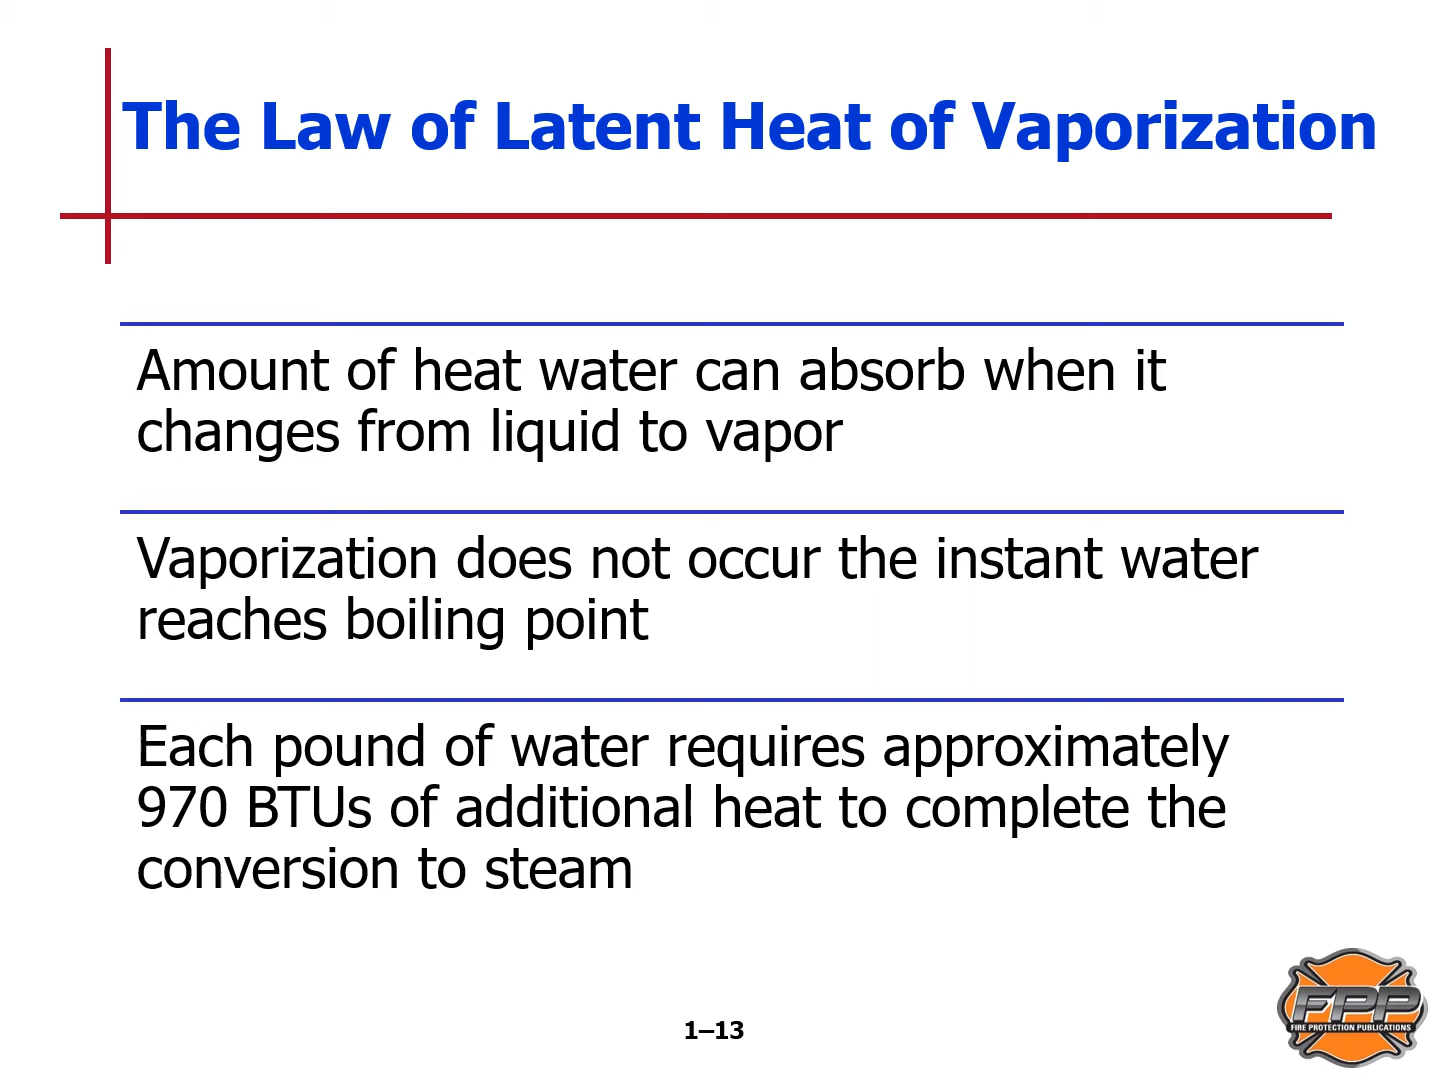 The Law of Latent Heat of Vaporization
Amount of heat water can absorb when it
changes from liquid to vapor
Vaporization does not occur the instant water
reaches boiling point
Each pound of water requires approximately
970 BTUs of additional heat to complete the
conversion to steam
1–13
FPP
FIRE PROTECTION PUBLICATIONS